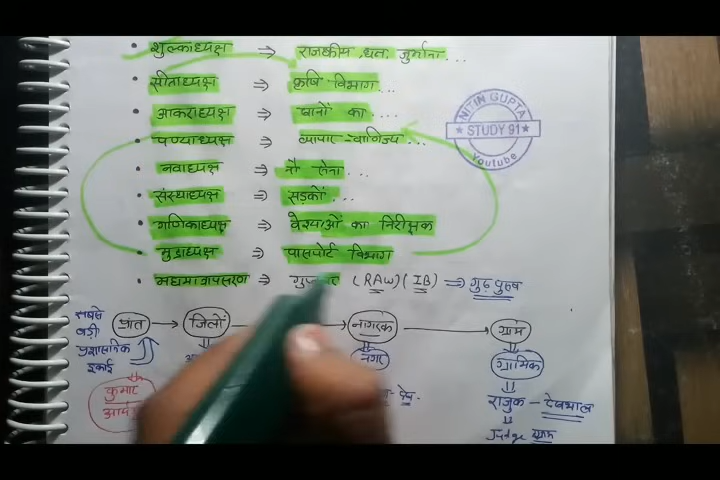 शुल्काध्यक्ष ⇒ राजकीय धन, जुर्माना...
सीताध्यक्ष ⇒ कृषि विभाग...
आकराध्यक्ष ⇒ खानों का...
पण्याध्यक्ष ⇒ व्यापार-वाणिज्य...
नवाध्यक्ष ⇒ नौ सेना...
संस्थाध्यक्ष ⇒ सड़कों...
गणिकाध्यक्ष ⇒ वेश्याओं का निरीक्षक
मुद्राध्यक्ष ⇒ पासपोर्ट विभाग
⇒ (RAW) (IB) ⇒ गुढ़ पुरुष
NITIN GUPTA
STUDY 91
Youtube
सबसे बड़ी प्रशासनिक इकाई
प्रांत → जिलों → नागरक → ग्राम
ग्रामिक
कुमार
राजुक - देखभाल
Judge